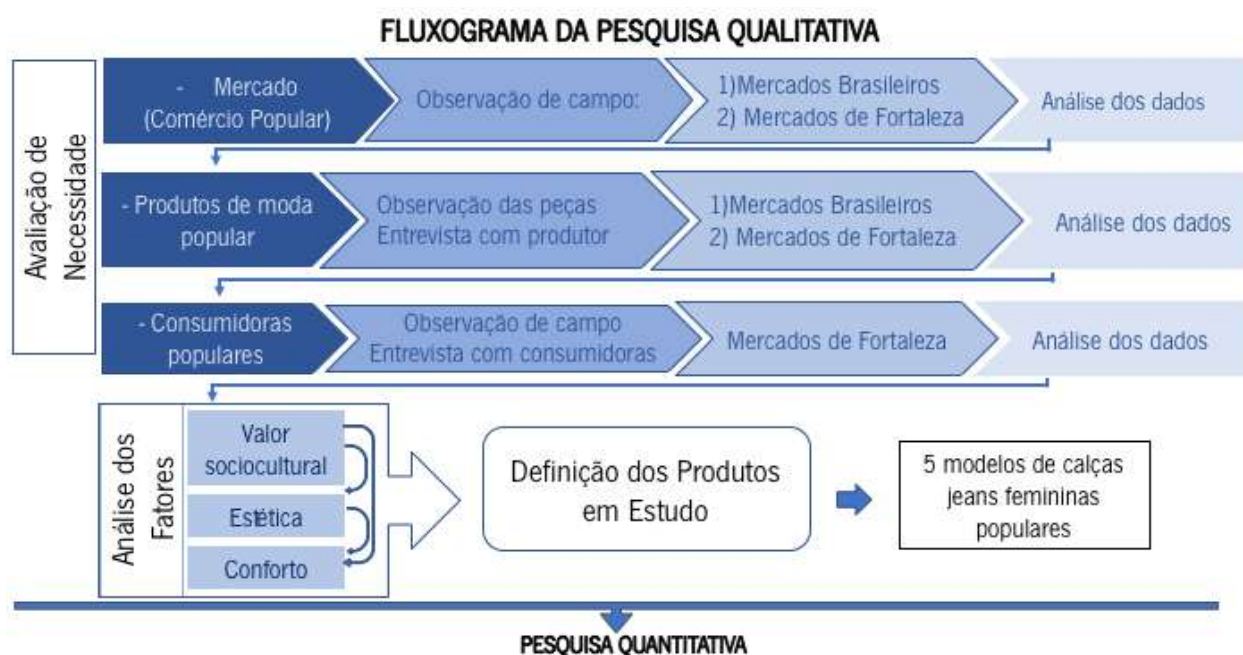 FLUXOGRAMA DA PESQUISA QUALITATIVA
Avaliação de
Necessidade
- Mercado
(Comércio Popular)
Observação de campo:
1)Mercados Brasileiros
2) Mercados de Fortaleza
Análise dos dados
- Produtos de moda
popular
Observação das peças
Entrevista com produtor
1)Mercados Brasileiros
2) Mercados de Fortaleza
Análise dos dados
- Consumidoras
populares
Observação de campo
Entrevista com consumidoras
Mercados de Fortaleza
Análise dos dados
Análise dos
Fatores
Valor
sociocultural
Estética
Conforto
Definição dos Produtos
em Estudo
5 modelos de calças
jeans femininas
populares
PESQUISA QUANTITATIVA